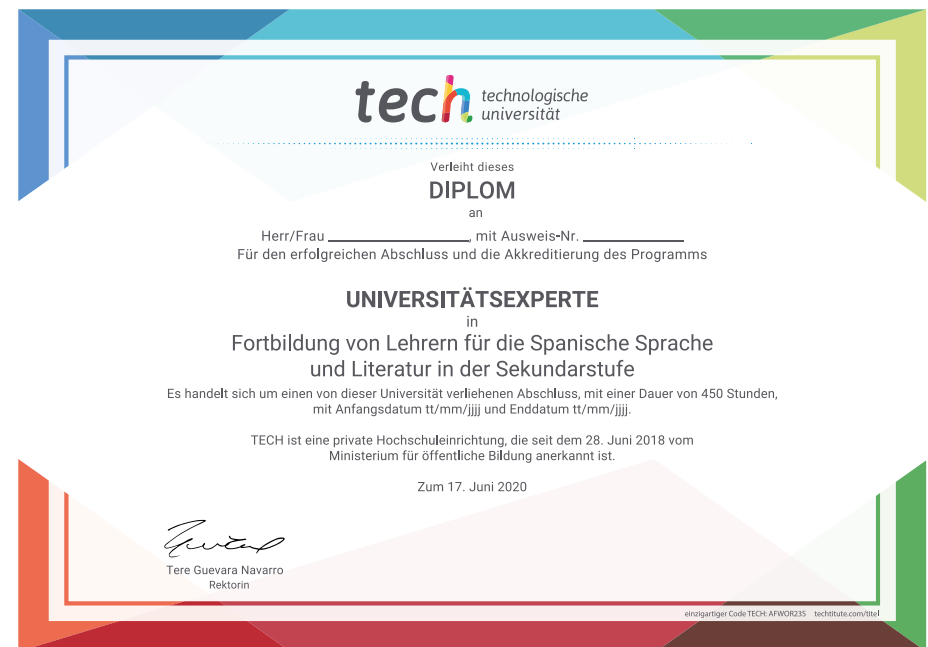 tech technologische
universität
Verleiht dieses
DIPLOM
an
Herr/Frau ____________, mit Ausweis-Nr. ____________
Für den erfolgreichen Abschluss und die Akkreditierung des Programms
UNIVERSITÄTSEXPERTE
in
Fortbildung von Lehrern für die Spanische Sprache
und Literatur in der Sekundarstufe
Es handelt sich um einen von dieser Universität verliehenen Abschluss, mit einer Dauer von 450 Stunden,
mit Anfangsdatum tt/mm/jjjj und Enddatum tt/mm/jjjj.
TECH ist eine private Hochschuleinrichtung, die seit dem 28. Juni 2018 vom
Ministerium für öffentliche Bildung anerkannt ist.
Zum 17. Juni 2020
Tere Guevara Navarro
Rektorin
einzigartiger Code TECH: AFWOR23S techtitute.com/titel